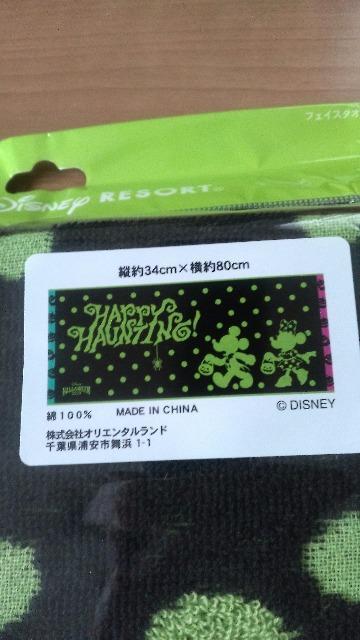 フェイスタオ
Disney RESORT
縦約34cm×横約80cm
HAPPY
HAUNTING!
綿100% MADE IN CHINA
© DISNEY
株式会社オリエンタルランド
千葉県浦安市舞浜 1-1